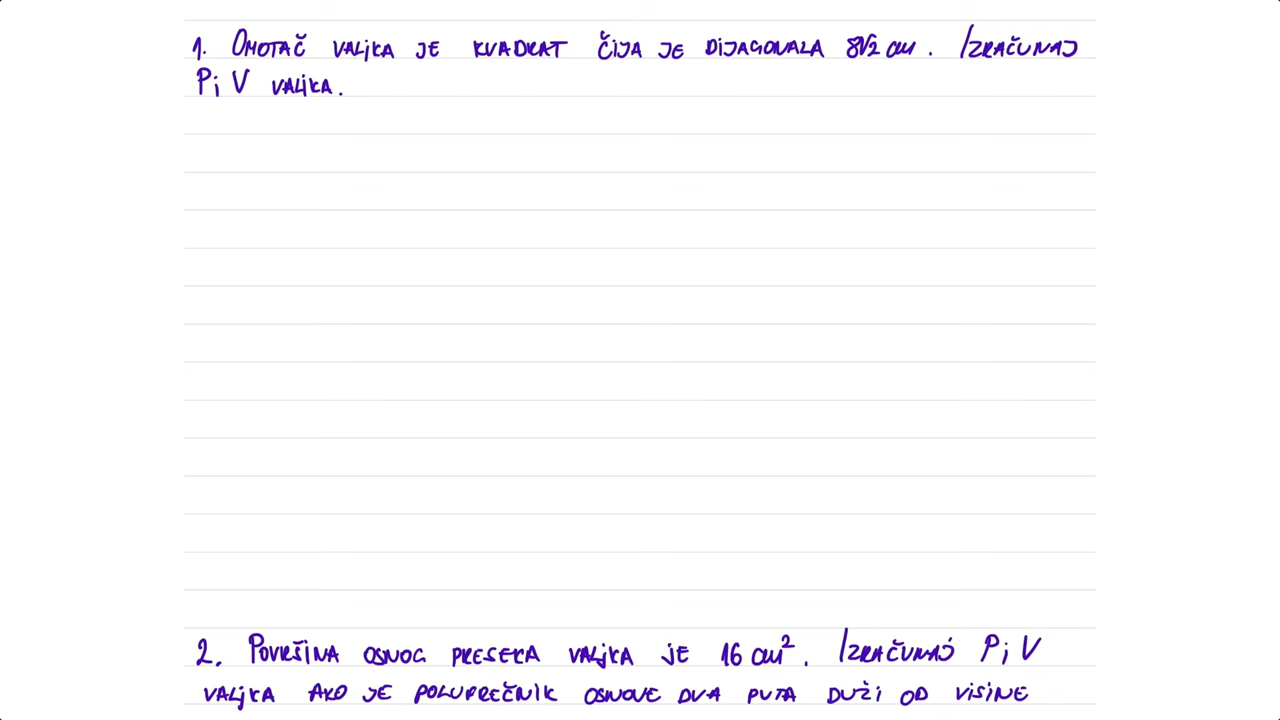 1. Omotač valjka je kvadrat čija je dijagonala 8√2 cm. Izračunaj
P i V valjka.
2. Površina osnog preseka valjka je 16 cm². Izračunaj P i V
valjka ako je poluprečnik osnove dva puta duži od visine